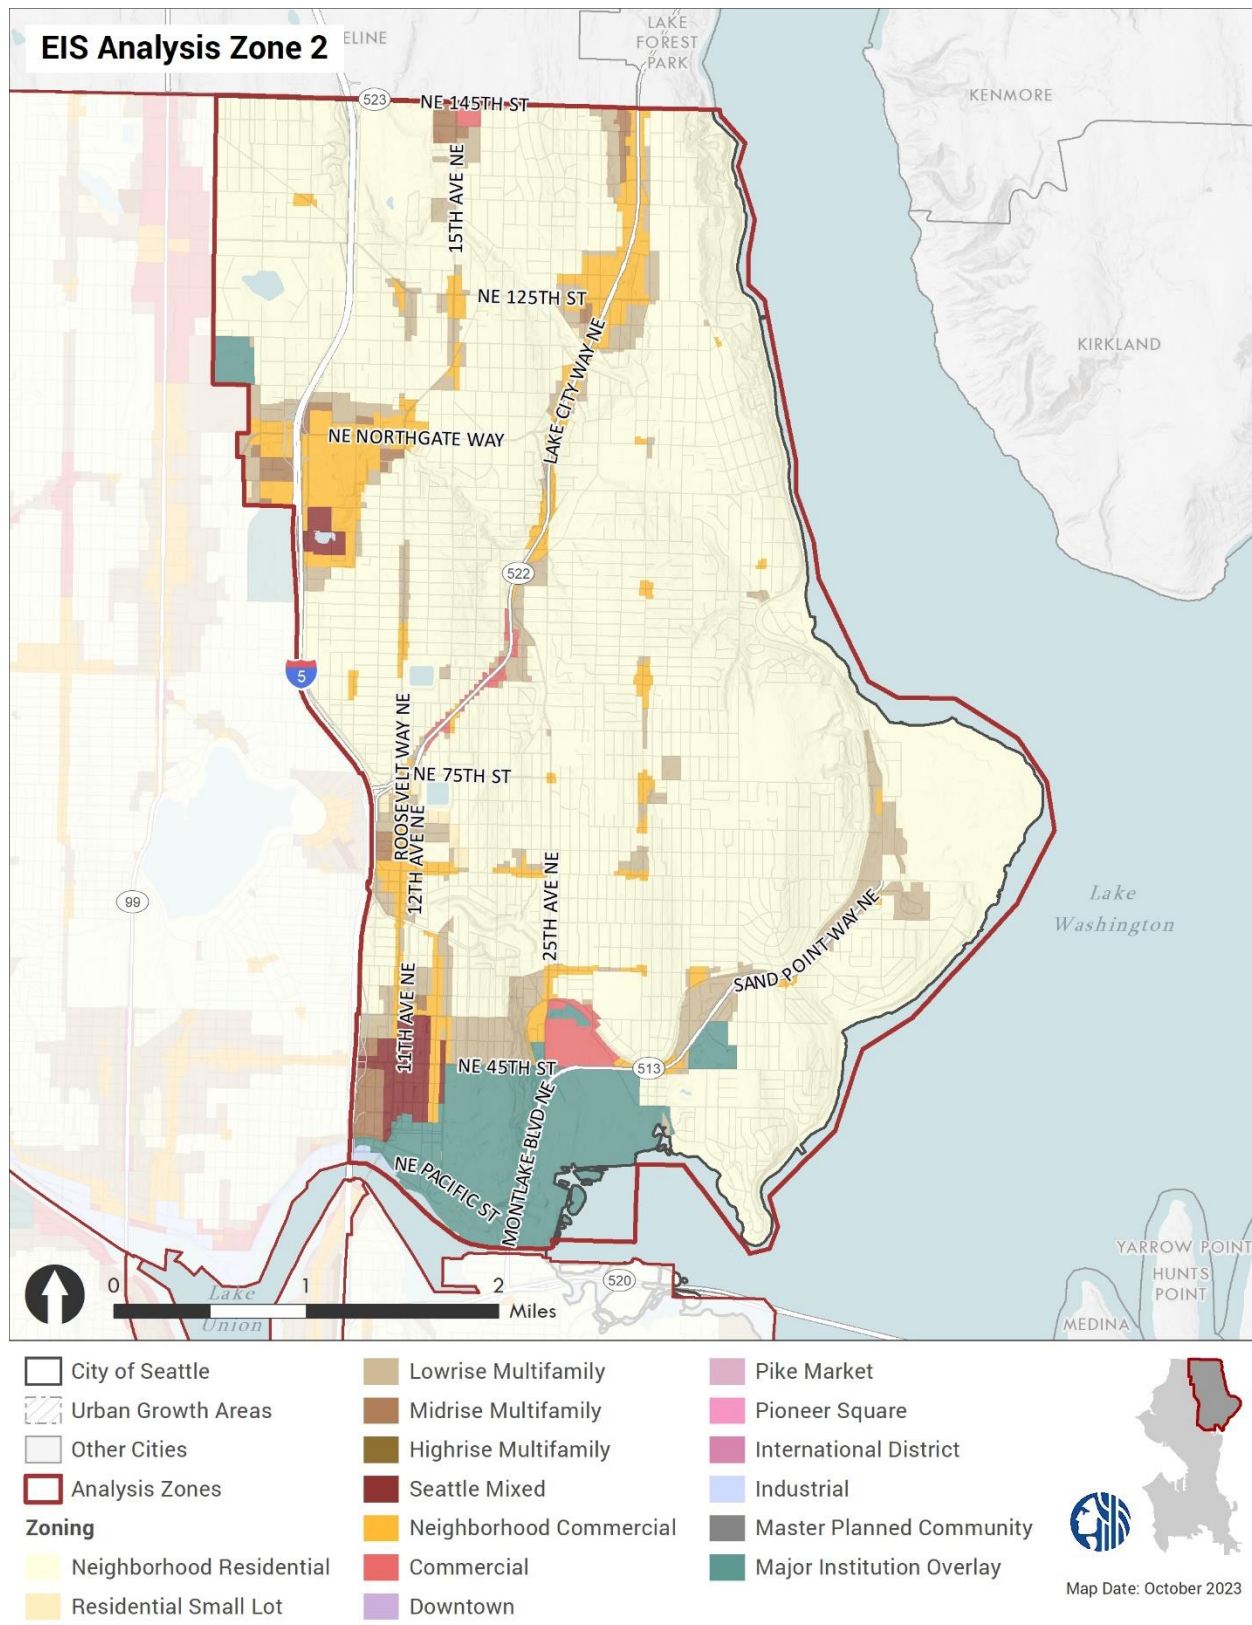 EIS Analysis Zone 2
ELINE
LAKE
FOREST
PARK
KENMORE
523
NE 145TH ST
15TH AVE NE
NE 125TH ST
KIRKLAND
LAKE CITY WAY NE
NE NORTHGATE WAY
522
5
ROOSEVELT WAY NE
NE 75TH ST
12TH AVE NE
25TH AVE NE
99
Lake
Washington
SAND POINT WAY NE
11TH AVE NE
NE 45TH ST
513
MONTLAKE BLVD NE
NE PACIFIC ST
YARROW POINT
HUNTS
POINT
MEDINA
520
0 1 2
Miles
Lake
Union
City of Seattle
Urban Growth Areas
Other Cities
Analysis Zones
Zoning
Neighborhood Residential
Residential Small Lot
Lowrise Multifamily
Midrise Multifamily
Highrise Multifamily
Seattle Mixed
Neighborhood Commercial
Commercial
Downtown
Pike Market
Pioneer Square
International District
Industrial
Master Planned Community
Major Institution Overlay
Map Date: October 2023